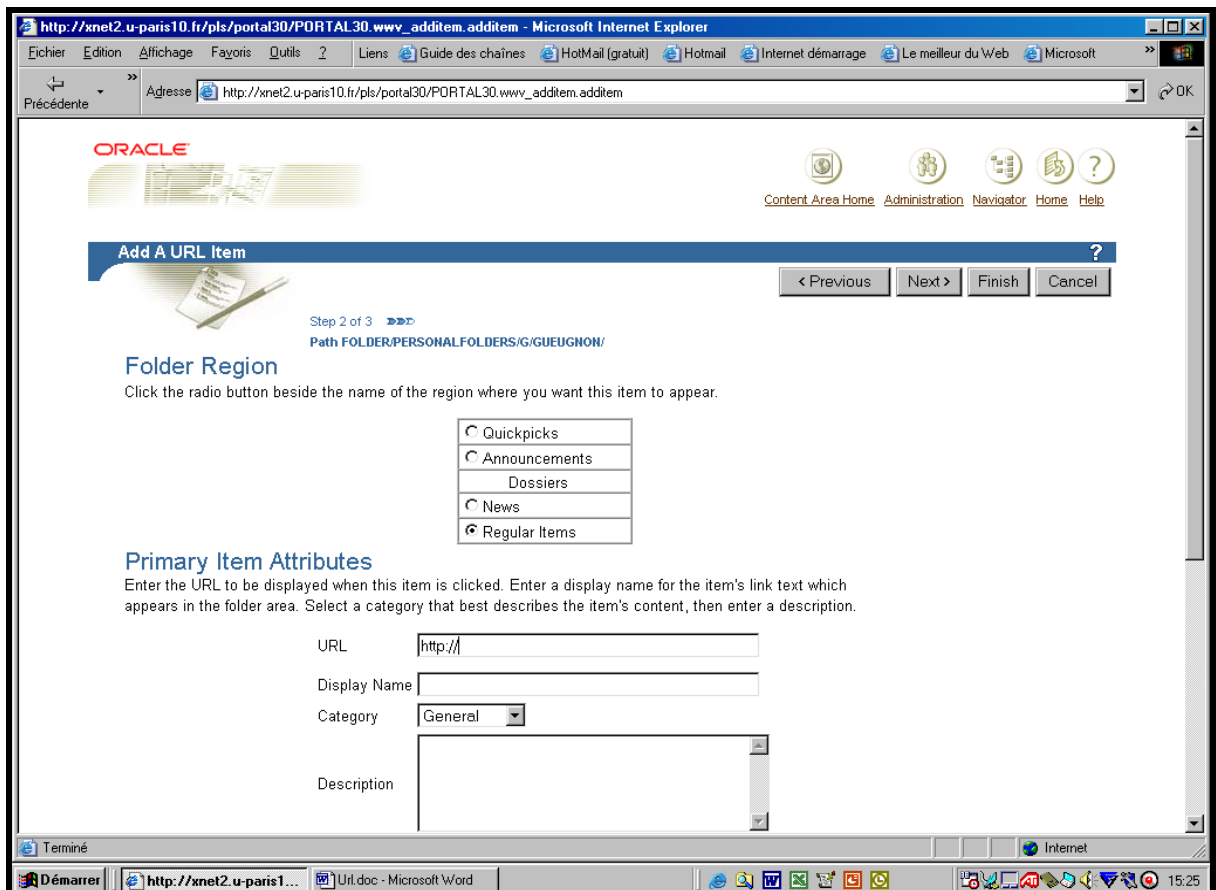 http://xnet2.u-paris10.fr/pls/portal30/PORTAL30.wwv_additem.additem - Microsoft Internet Explorer
Fichier Edition Affichage Favoris Outils ? Liens Guide des chaînes HotMail (gratuit) Hotmail Internet démarrage Le meilleur du Web Microsoft »
Précédente » Adresse http://xnet2.u-paris10.fr/pls/portal30/PORTAL30.wwv_additem.additem OK
ORACLE
Content Area Home Administration Navigator Home Help
Add A URL Item ?
< Previous Next > Finish Cancel
Step 2 of 3
Path FOLDER/PERSONALFOLDERS/G/GUEUGNON/
Folder Region
Click the radio button beside the name of the region where you want this item to appear.
Quickpicks
Announcements
Dossiers
News
Regular Items
Primary Item Attributes
Enter the URL to be displayed when this item is clicked. Enter a display name for the item's link text which
appears in the folder area. Select a category that best describes the item's content, then enter a description.
URL http://
Display Name
Category General
Description
Terminé Internet
Démarrer http://xnet2.u-paris1... Url.doc - Microsoft Word 15:25